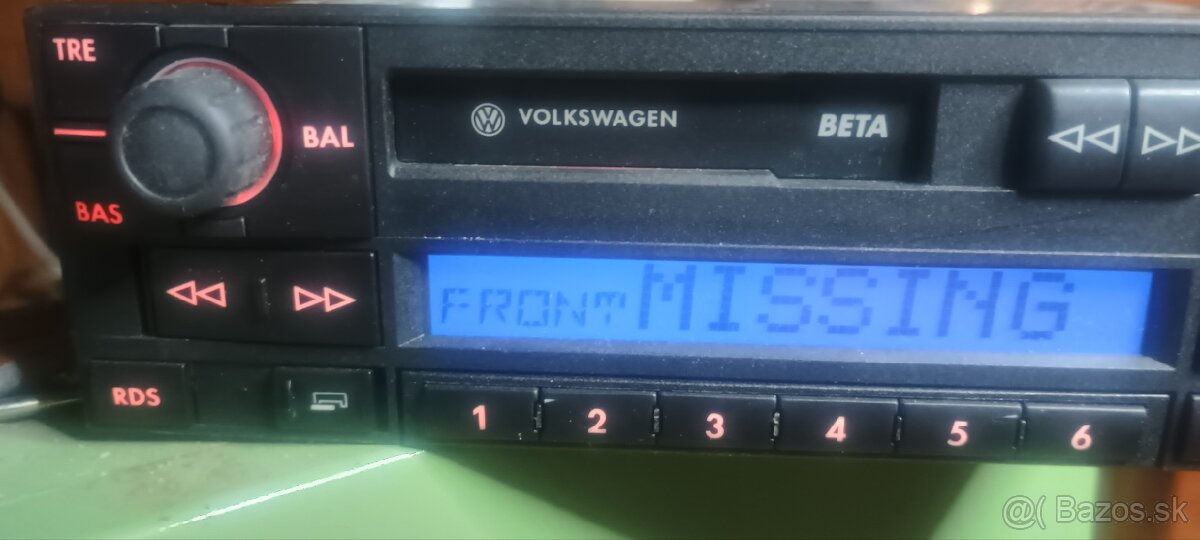 TRE
BAL
BAS
VOLKSWAGEN BETA
FRONT MISSING
RDS
1 2 3 4 5 6
@( Bazos.sk